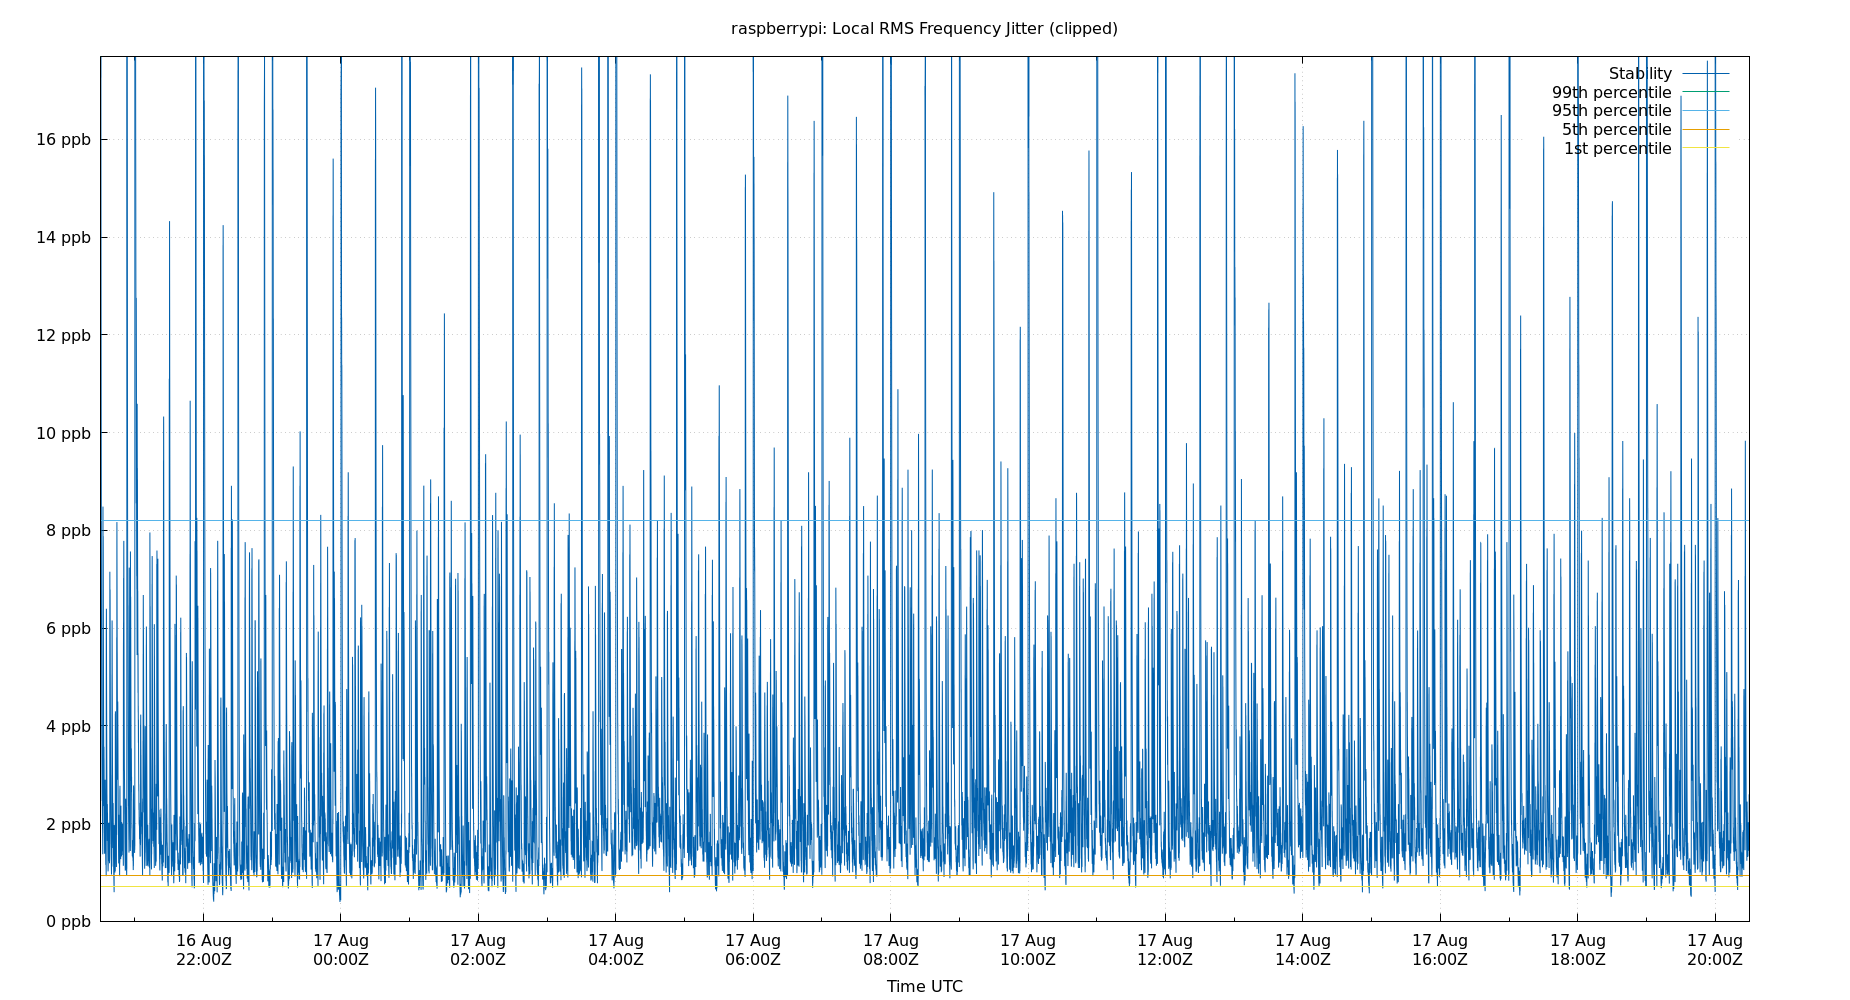 raspberrypi: Local RMS Frequency Jitter (clipped)
Stability
99th percentile
95th percentile
5th percentile
1st percentile
16 ppb
14 ppb
12 ppb
10 ppb
8 ppb
6 ppb
4 ppb
2 ppb
0 ppb
16 Aug 17 Aug 17 Aug 17 Aug 17 Aug 17 Aug 17 Aug 17 Aug 17 Aug 17 Aug 17 Aug 17 Aug
22:00Z 00:00Z 02:00Z 04:00Z 06:00Z 08:00Z 10:00Z 12:00Z 14:00Z 16:00Z 18:00Z 20:00Z
Time UTC